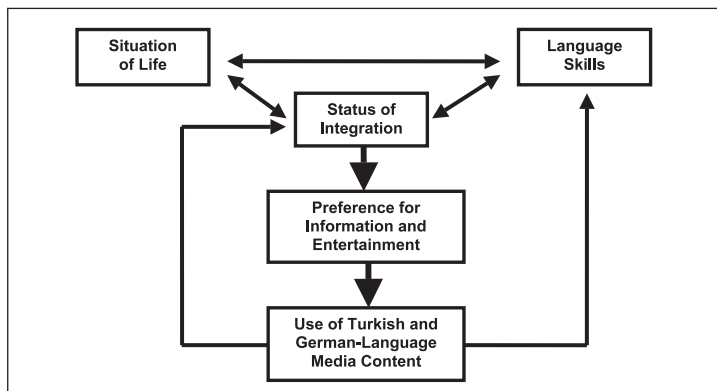 Situation
of Life
Language
Skills
Status of
Integration
Preference for
Information and
Entertainment
Use of Turkish and
German-Language
Media Content